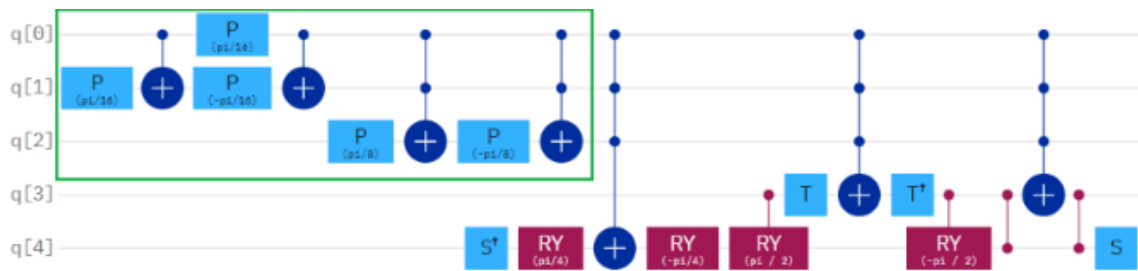 q[0] P (pi/16)
q[1] P (pi/16) P (-pi/16)
q[2] P (pi/8) P (-pi/8)
q[3] T T†
q[4] S† RY (pi/4) RY (-pi/4) RY (pi / 2) RY (-pi / 2) S